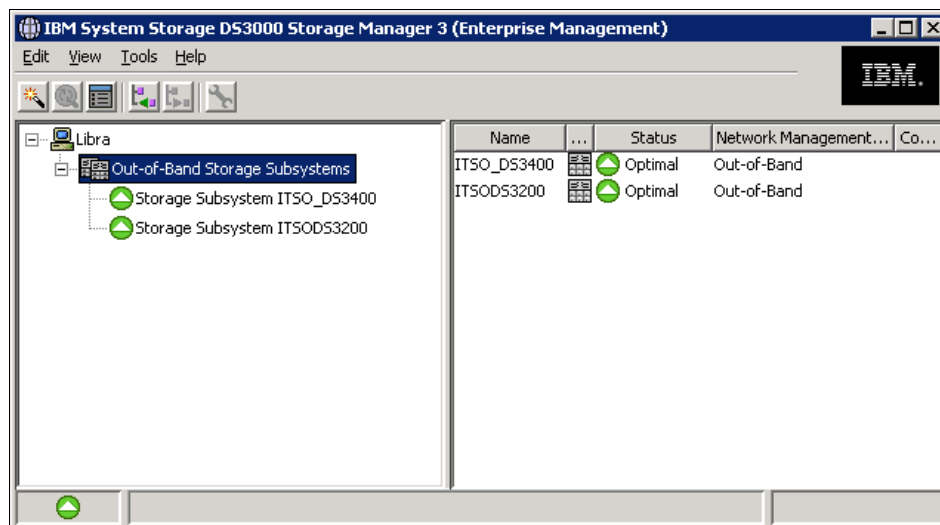 IBM System Storage DS3000 Storage Manager 3 (Enterprise Management)
Edit View Tools Help
IBM.
Libra
Out-of-Band Storage Subsystems
Storage Subsystem ITSO_DS3400
Storage Subsystem ITSODS3200
Name ... Status Network Management... Co...
ITSO_DS3400 Optimal Out-of-Band
ITSODS3200 Optimal Out-of-Band